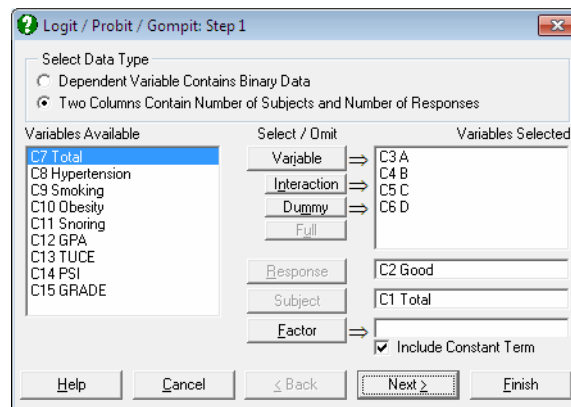 Logit / Probit / Gompit: Step 1
Select Data Type
Dependent Variable Contains Binary Data
Two Columns Contain Number of Subjects and Number of Responses
Variables Available
Select / Omit
Variables Selected
C7 Total
C8 Hypertension
C9 Smoking
C10 Obesity
C11 Snoring
C12 GPA
C13 TUCE
C14 PSI
C15 GRADE
Variable
Interaction
Dummy
Full
C3 A
C4 B
C5 C
C6 D
Response
C2 Good
Subject
C1 Total
Factor
Include Constant Term
Help
Cancel
< Back
Next >
Finish